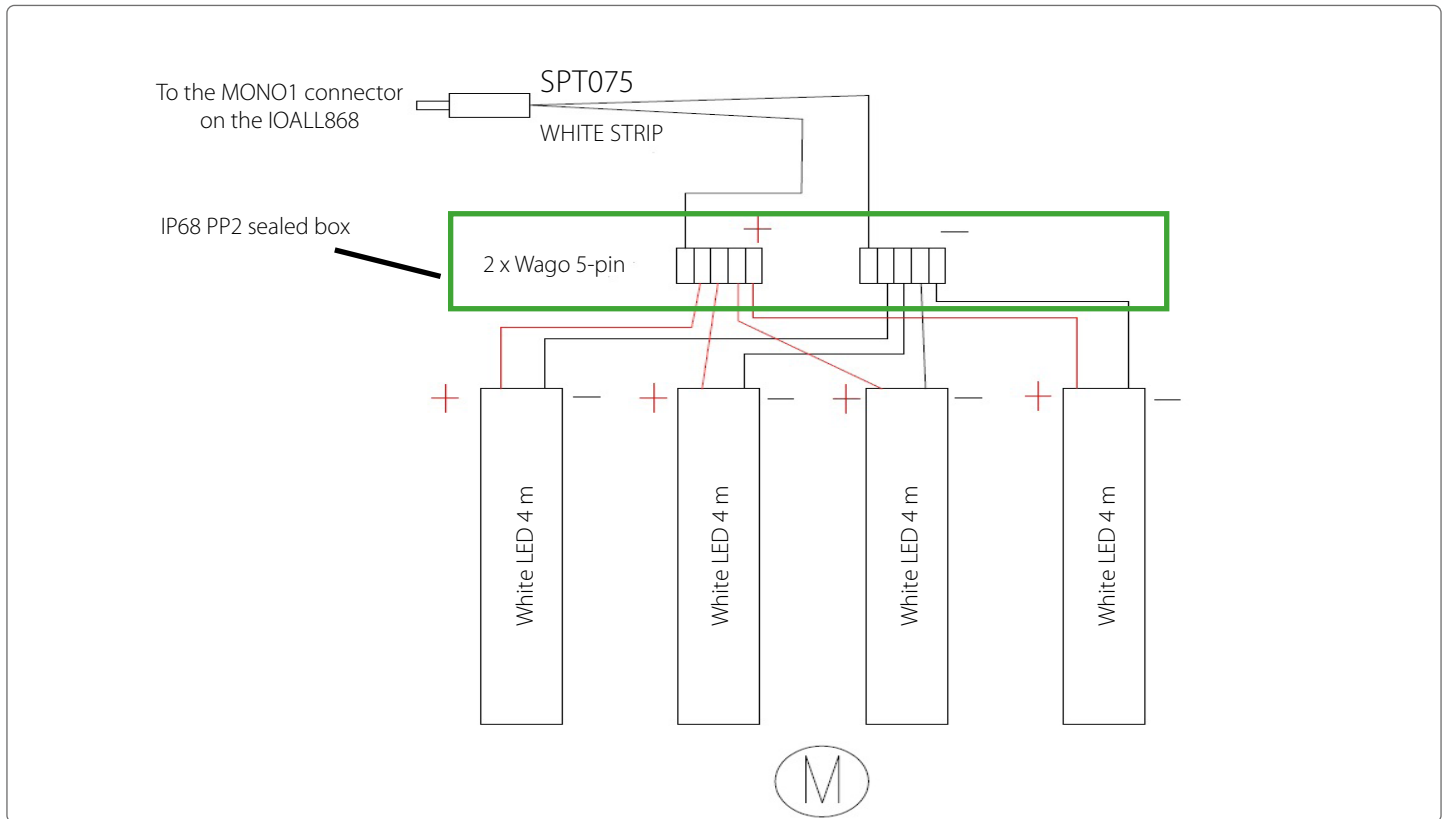 SPT075
To the MONO1 connector
on the IOALL868
WHITE STRIP
IP68 PP2 sealed box
+
—
2 x Wago 5-pin
+
—
+
—
+
—
+
—
White LED 4 m
White LED 4 m
White LED 4 m
White LED 4 m
M